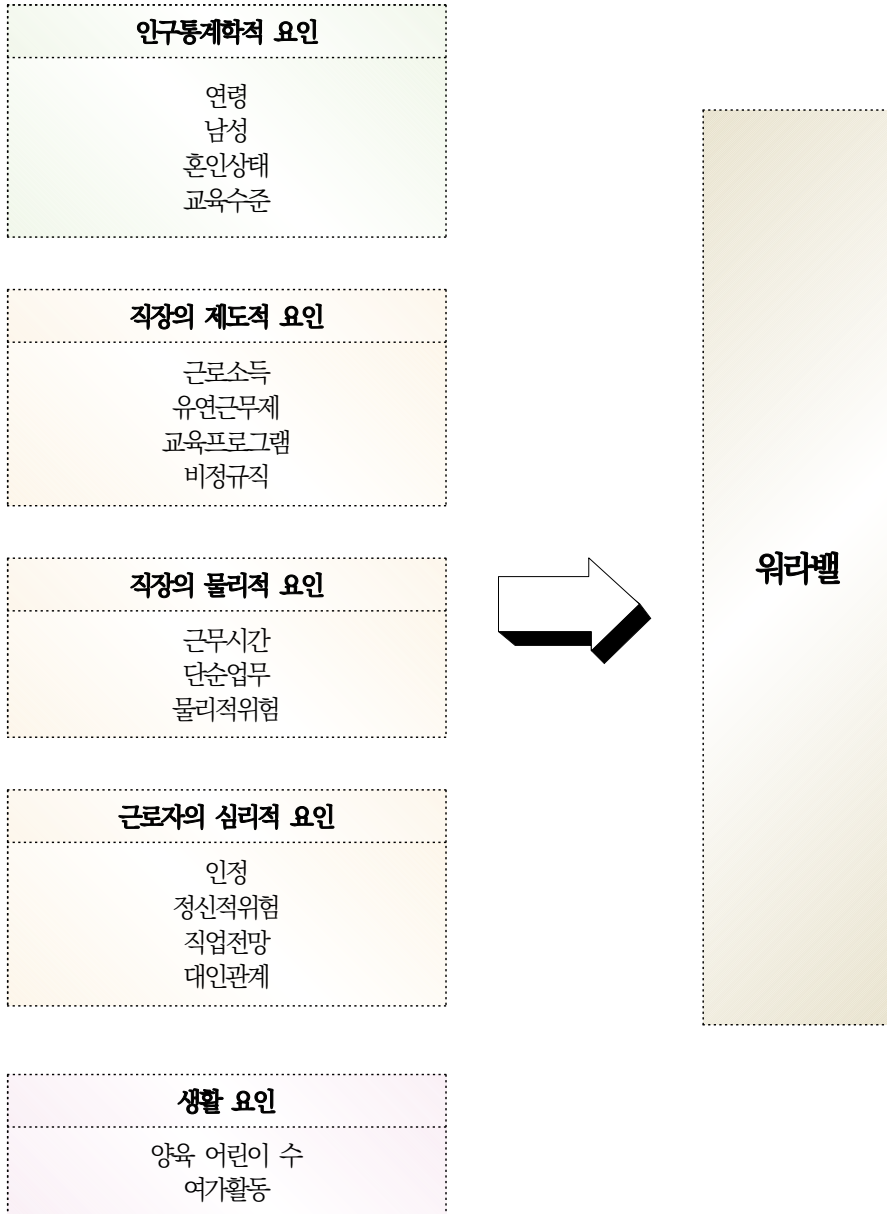 인구통계학적 요인
연령
남성
혼인상태
교육수준
직장의 제도적 요인
근로소득
유연근무제
교육프로그램
비정규직
직장의 물리적 요인
근무시간
단순업무
물리적위험
근로자의 심리적 요인
인정
정신적위험
직업전망
대인관계
생활 요인
양육 어린이 수
여가활동
워라밸